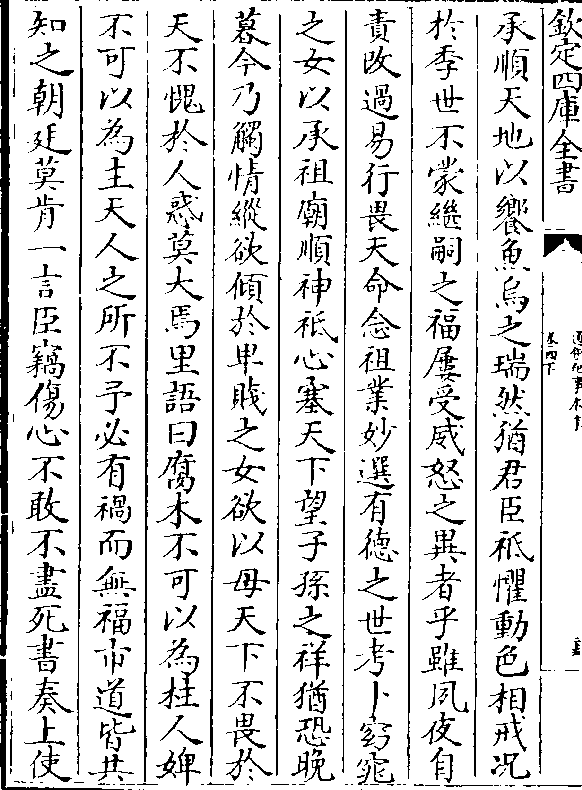 欽定四庫全書
卷四下
承順天地以饗魚烏之瑞然猶君臣祇懼動色相戒况
於季世不蒙繼嗣之福屢受威怒之異者乎雖夙夜自
責改過易行畏天命念祖業妙選有德之世考卜窈窕
之女以承祖廟順神祇心塞天下望子孫之祥猶恐晚
暮今乃觸情縱欲傾於卑賤之女欲以母天下不畏於
天不愧於人惑莫大焉里語曰腐木不可以為柱人婢
不可以為主天人之所不予必有禍而無福市道皆共
知之朝廷莫肯一言臣竊傷心不敢不盡死書奏上使